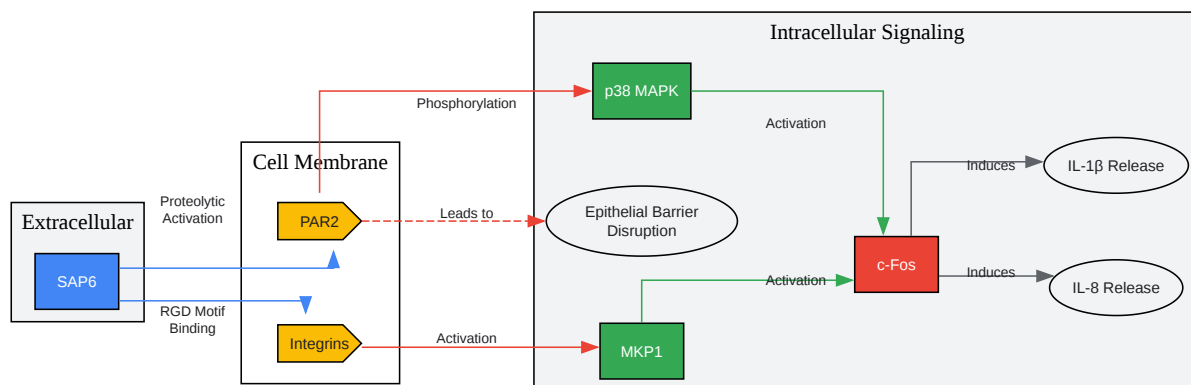 Intracellular Signaling
p38 MAPK
Phosphorylation
Activation
Cell Membrane
IL-1β Release
Induces
Proteolytic
Activation
Extracellular
PAR2
Leads to
Epithelial Barrier
Disruption
SAP6
c-Fos
Activation
Induces
IL-8 Release
RGD Motif
Binding
Integrins
Activation
MKP1